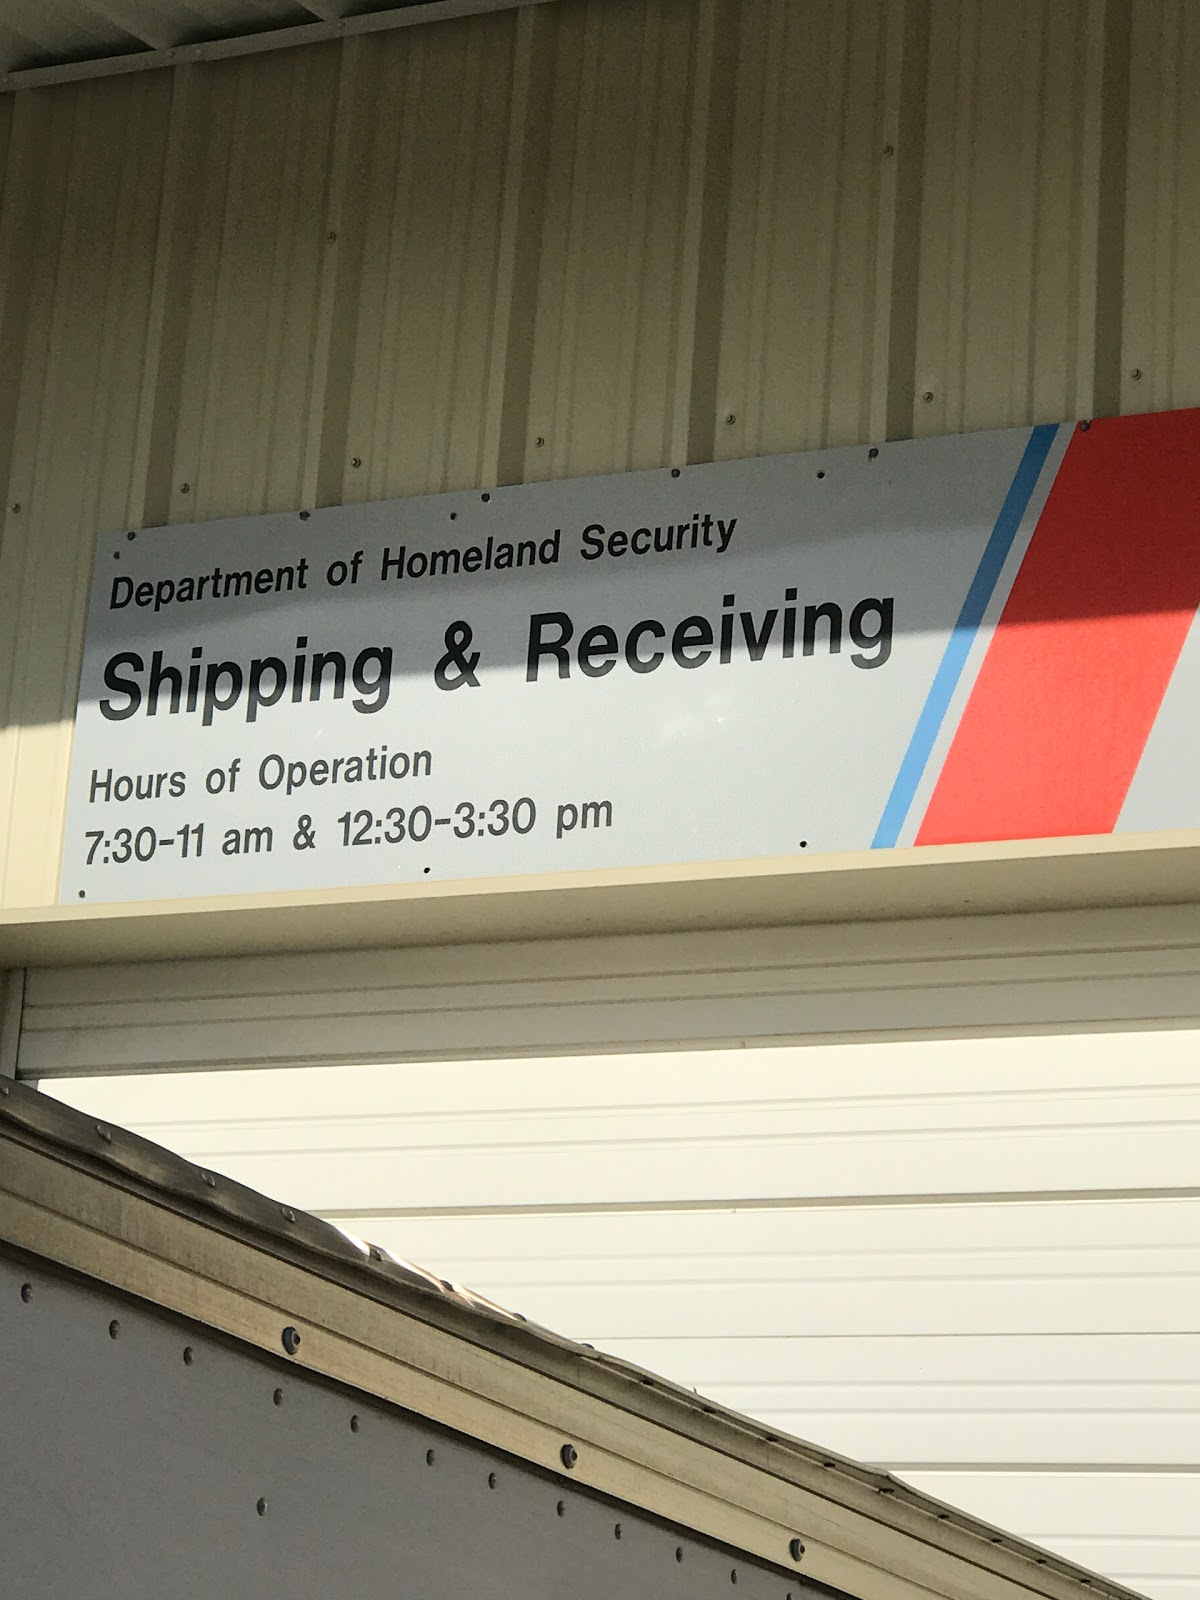 Department of Homeland Security
Shipping & Receiving
Hours of Operation
7:30-11 am & 12:30-3:30 pm